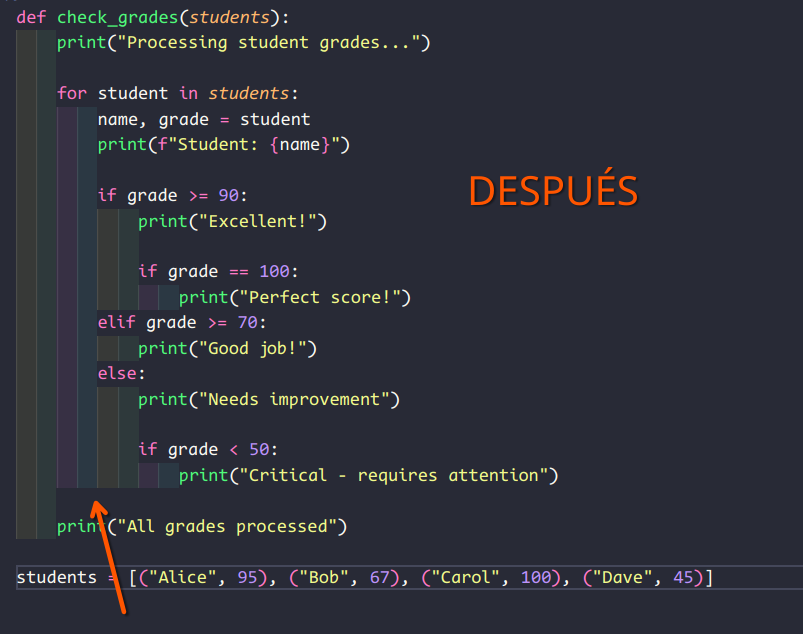 def check_grades(students):
    print("Processing student grades...")
    for student in students:
        name, grade = student
        print(f"Student: {name}")
DESPUÉS
        if grade >= 90:
            print("Excellent!")
            if grade == 100:
                print("Perfect score!")
        elif grade >= 70:
            print("Good job!")
        else:
            print("Needs improvement")
            if grade < 50:
                print("Critical - requires attention")
    print("All grades processed")
students = [("Alice", 95), ("Bob", 67), ("Carol", 100), ("Dave", 45)]